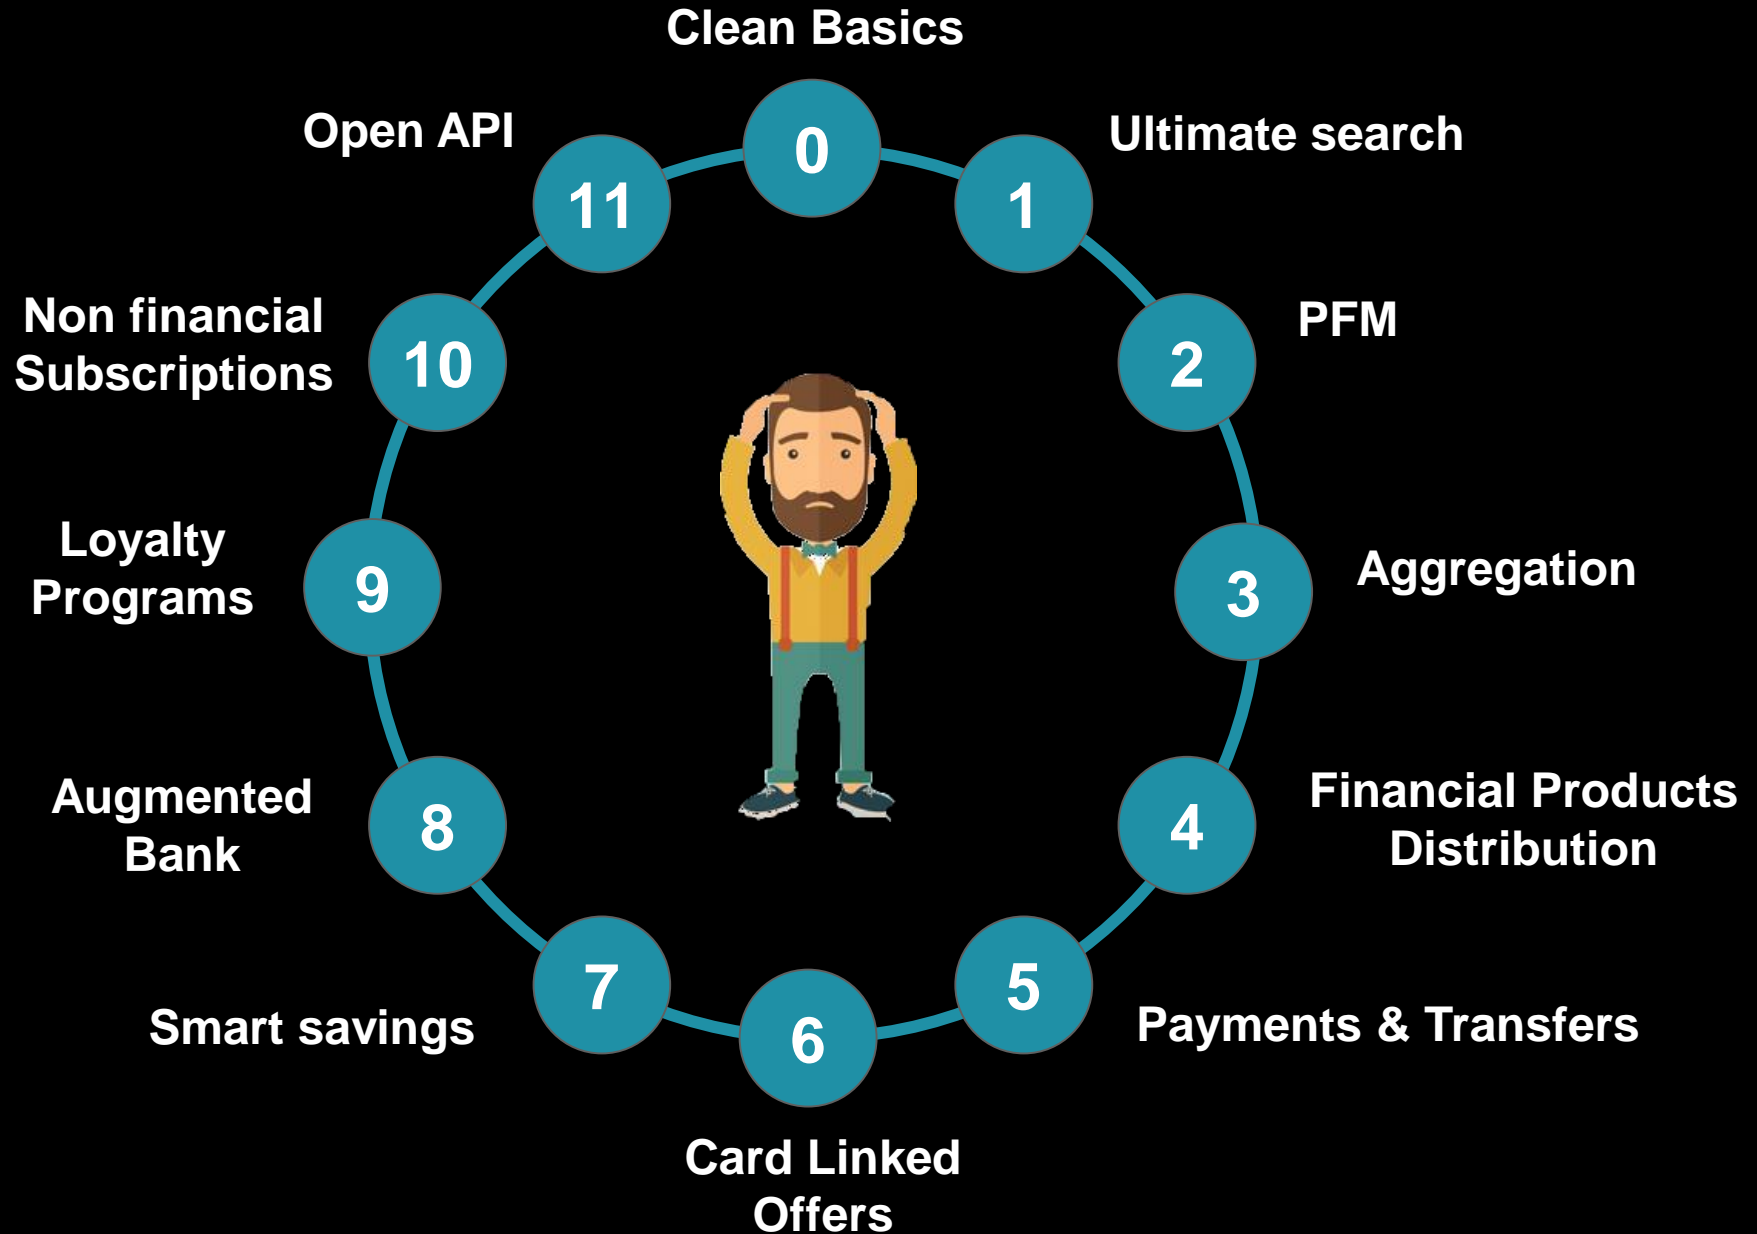 Clean Basics
0
Ultimate search
1
PFM
2
Aggregation
3
Financial Products
Distribution
4
Payments & Transfers
5
Card Linked
Offers
6
Smart savings
7
Augmented
Bank
8
Loyalty
Programs
9
Non financial
Subscriptions
10
Open API
11